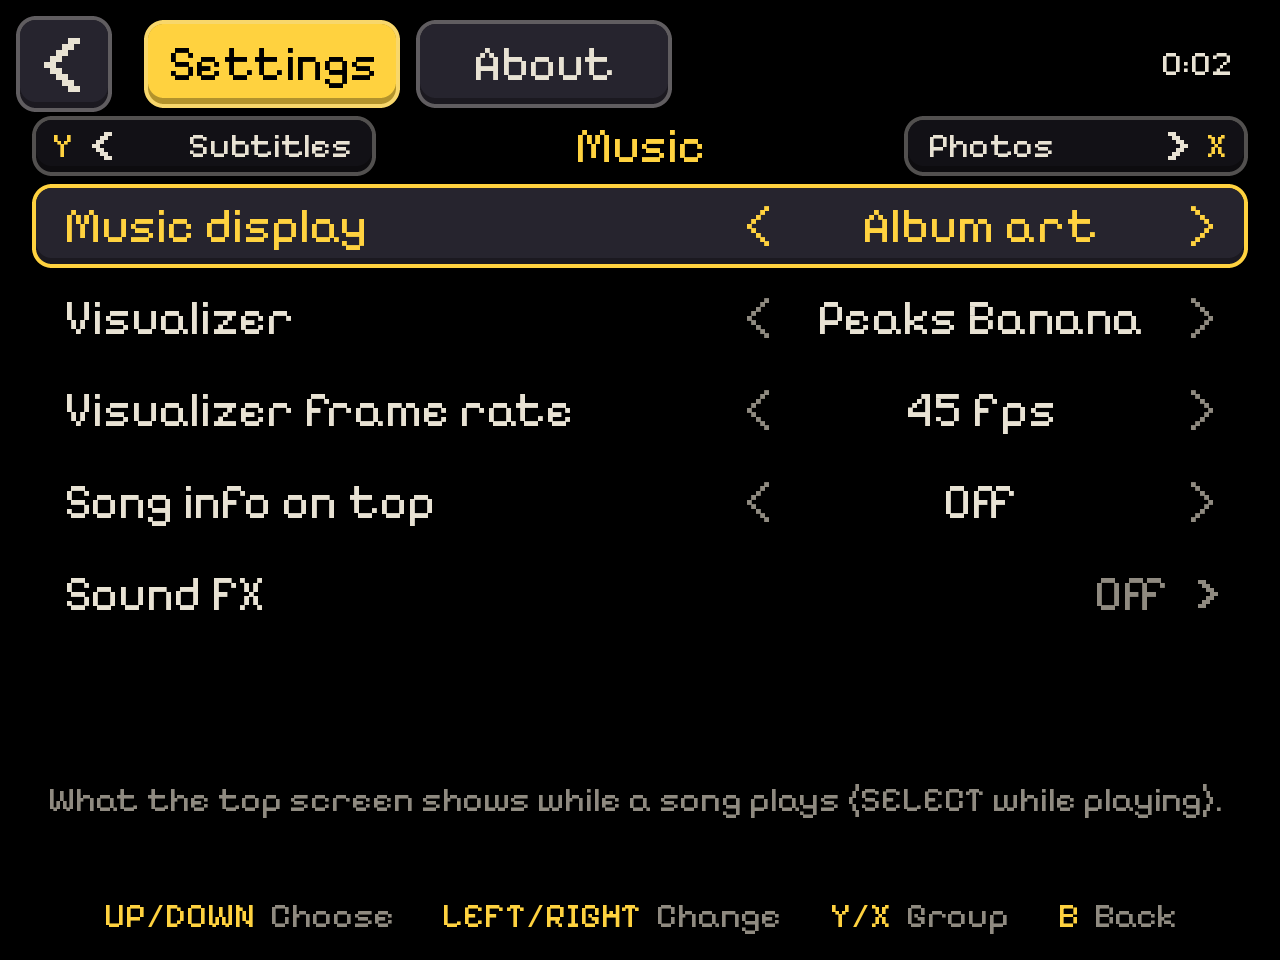 Settings About 0:02
Y Subtitles Music Photos X
Music display Album art
Visualizer Peaks Banana
Visualizer frame rate 45 fps
Song info on top Off
Sound FX Off
What the top screen shows while a song plays (SELECT while playing).
UP/DOWN Choose LEFT/RIGHT Change Y/X Group B Back